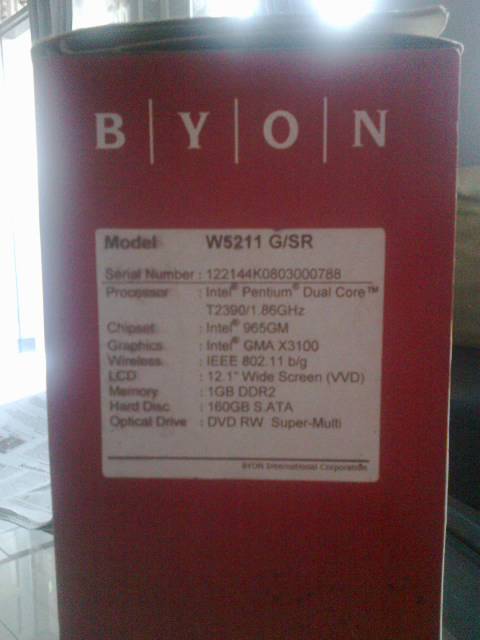 B | Y | O | N
Model W5211 G/SR
Serial Number : 122144K0803000788
Processor : Intel® Pentium® Dual Core™
T2390/1.86GHz
Chipset : Intel® 965GM
Graphics : Intel® GMA X3100
Wireless : IEEE 802.11 b/g
LCD : 12.1" Wide Screen (VVD)
Memory : 1GB DDR2
Hard Disc : 160GB S.ATA
Optical Drive : DVD RW Super-Multi
BYON International Corporation